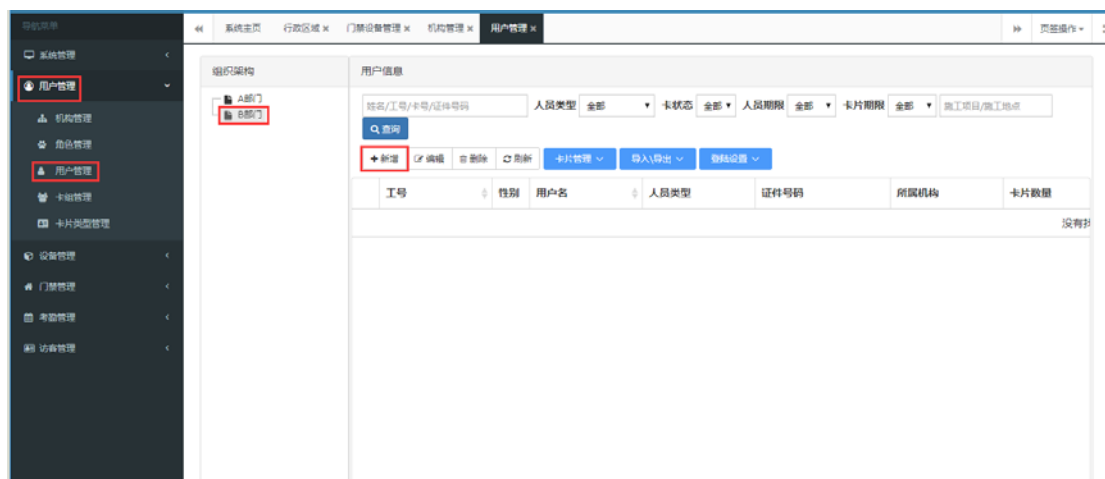 导航菜单
系统管理
用户管理
机构管理
角色管理
用户管理
卡组管理
卡片类型管理
设备管理
门禁管理
考勤管理
访客管理
系统主页 行政区域 × 门禁设备管理 × 机构管理 × 用户管理 × 页签操作
组织架构
A部门
B部门
用户信息
姓名/工号/卡号/证件号码 人员类型 全部 卡状态 全部 人员期限 全部 卡片期限 全部 施工项目/施工地点
查询
+新增 编辑 删除 刷新 卡片管理 导入\导出 登陆设置
工号 性别 用户名 人员类型 证件号码 所属机构 卡片数量
没有找